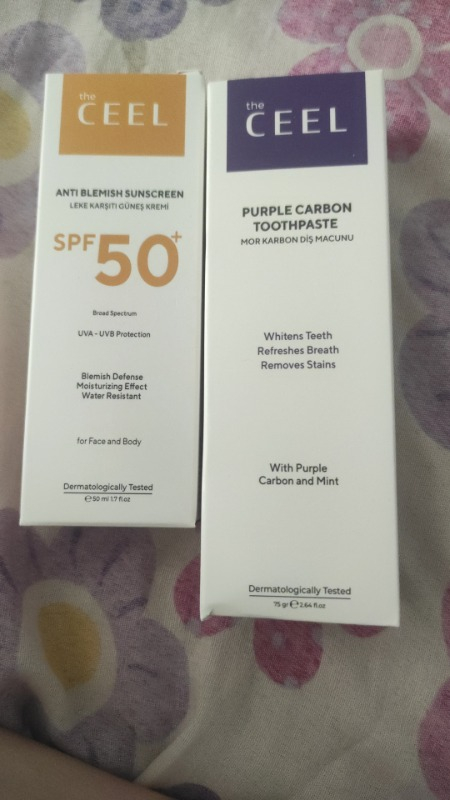 the
CEEL
ANTI BLEMISH SUNSCREEN
LEKE KARŞITI GÜNEŞ KREMİ
SPF 50+
Broad Spectrum
UVA - UVB Protection
Blemish Defense
Moisturizing Effect
Water Resistant
for Face and Body
Dermatologically Tested
℮ 50 ml 1.7 fl oz
the
CEEL
PURPLE CARBON
TOOTHPASTE
MOR KARBON DİŞ MACUNU
Whitens Teeth
Refreshes Breath
Removes Stains
With Purple
Carbon and Mint
Dermatologically Tested
75 gr ℮ 2.64 fl oz